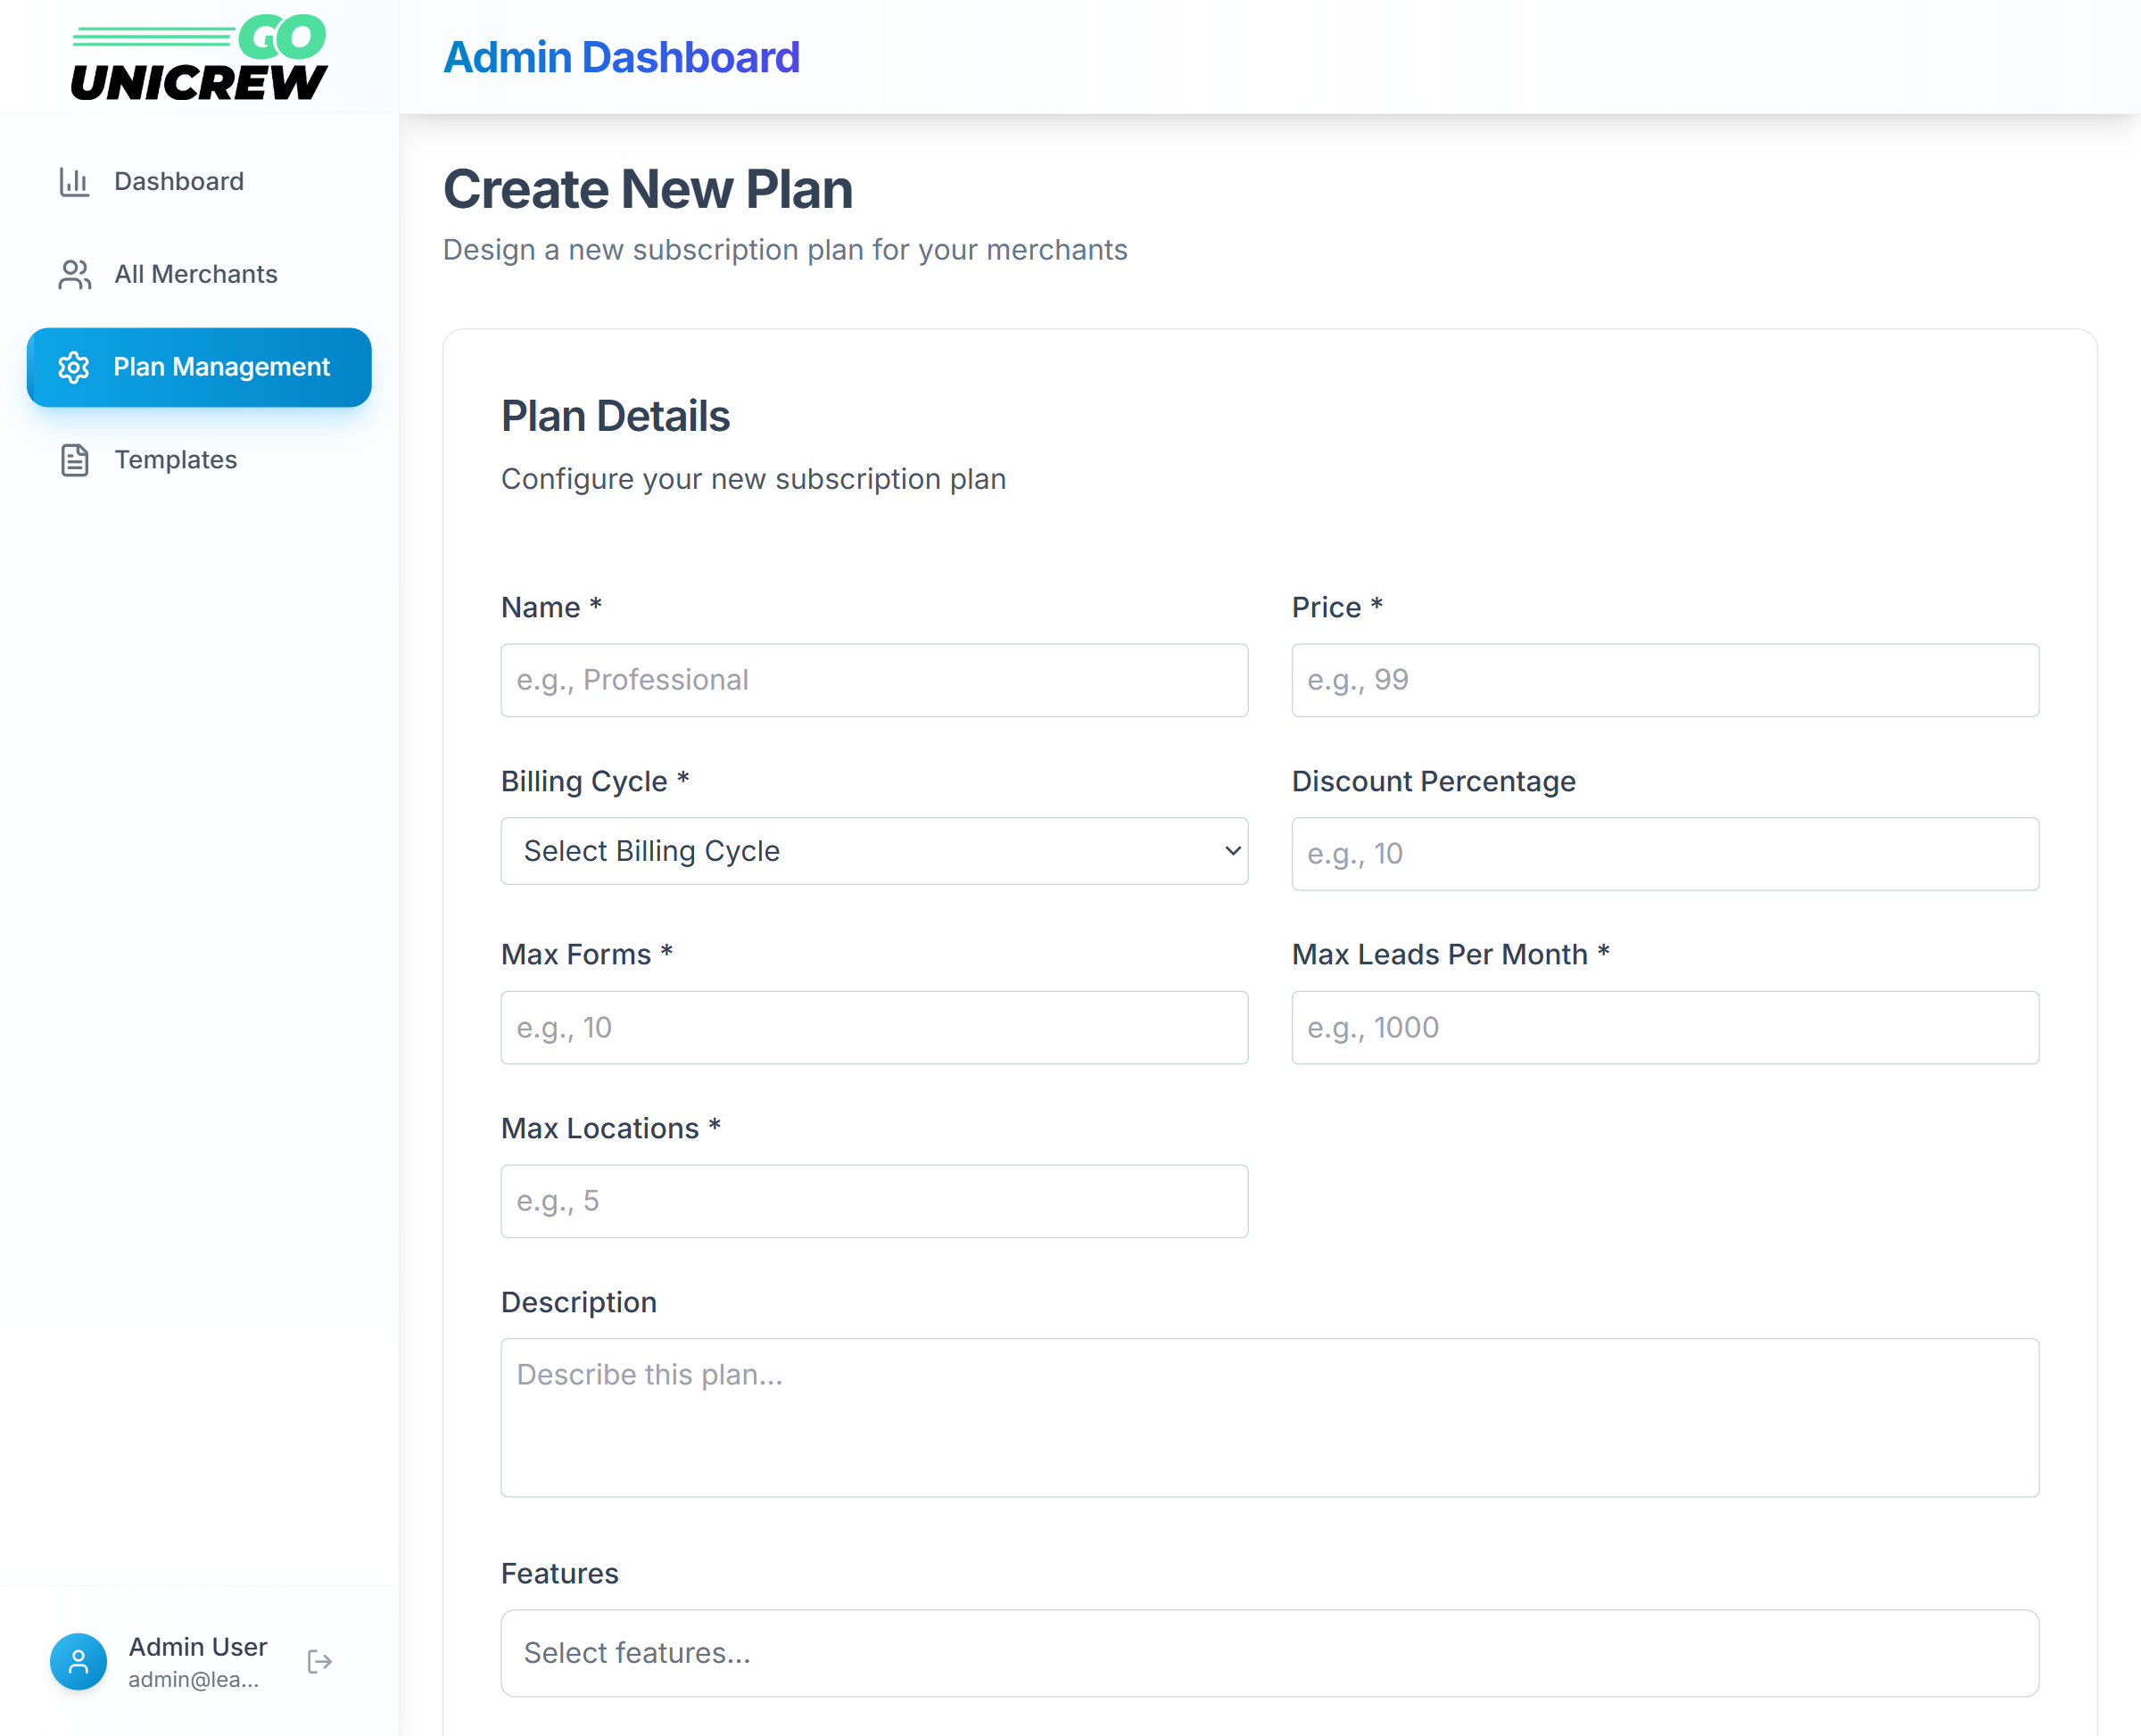 GO
UNICREW
Admin Dashboard
Dashboard
All Merchants
Plan Management
Templates
Create New Plan
Design a new subscription plan for your merchants
Plan Details
Configure your new subscription plan
Name *
Price *
e.g., Professional
e.g., 99
Billing Cycle *
Discount Percentage
Select Billing Cycle
e.g., 10
Max Forms *
Max Leads Per Month *
e.g., 10
e.g., 1000
Max Locations *
e.g., 5
Description
Describe this plan...
Features
Select features...
Admin User
admin@lea...